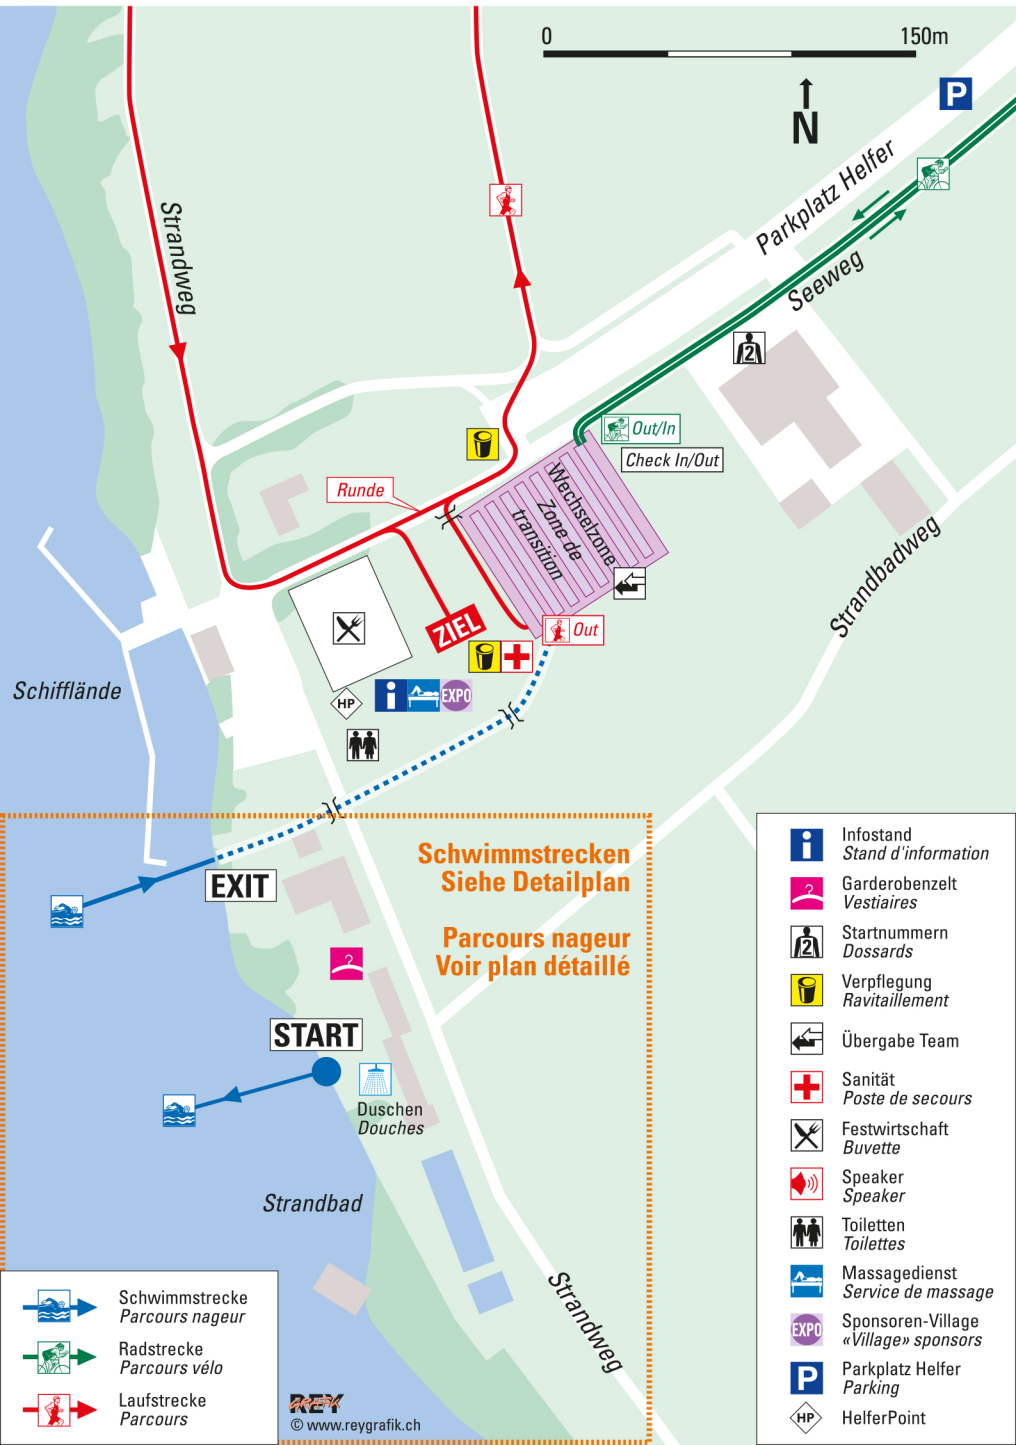 0 150m
P
N
Parkplatz Helfer
Strandweg
Seeweg
2
Out/In
Check In/Out
Runde
Wechselzone
Zone de
transition
Strandbadweg
ZIEL
Out
Schifflände
HP
i
EXPO
Schwimmstrecken
Siehe Detailplan
Parcours nageur
Voir plan détaillé
EXIT
START
Duschen
Douches
Strandbad
Strandweg
i
Infostand
Stand d'information
Garderobenzelt
Vestiaires
2
Startnummern
Dossards
Verpflegung
Ravitaillement
Übergabe Team
Sanität
Poste de secours
Festwirtschaft
Buvette
Speaker
Speaker
Toiletten
Toilettes
Massagedienst
Service de massage
EXPO
Sponsoren-Village
«Village» sponsors
P
Parkplatz Helfer
Parking
HP
HelferPoint
Schwimmstrecke
Parcours nageur
Radstrecke
Parcours vélo
Laufstrecke
Parcours
REY
GRAFIK
© www.reygrafik.ch